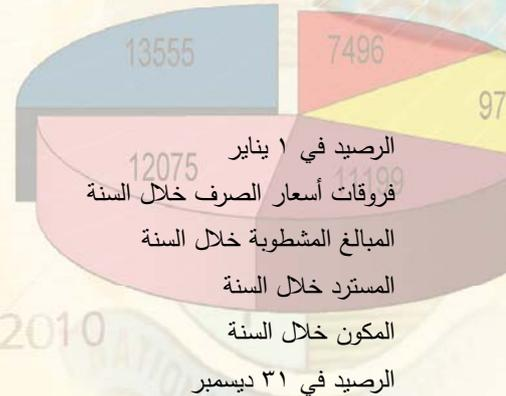 13555
7496
97
12075
11199
الرصيد في ١ يناير
فروقات أسعار الصرف خلال السنة
المبالغ المشطوبة خلال السنة
المسترد خلال السنة
المكون خلال السنة
الرصيد في ٣١ ديسمبر
2010